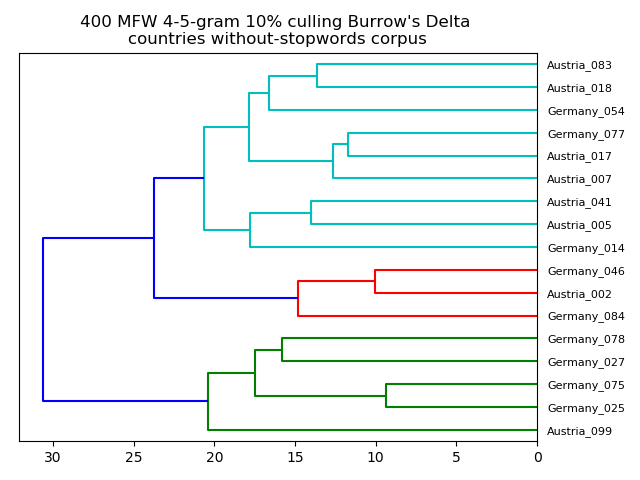 400 MFW 4-5-gram 10% culling Burrow's Delta
countries without-stopwords corpus
Austria_083
Austria_018
Germany_054
Germany_077
Austria_017
Austria_007
Austria_041
Austria_005
Germany_014
Germany_046
Austria_002
Germany_084
Germany_078
Germany_027
Germany_075
Germany_025
Austria_099
30 25 20 15 10 5 0